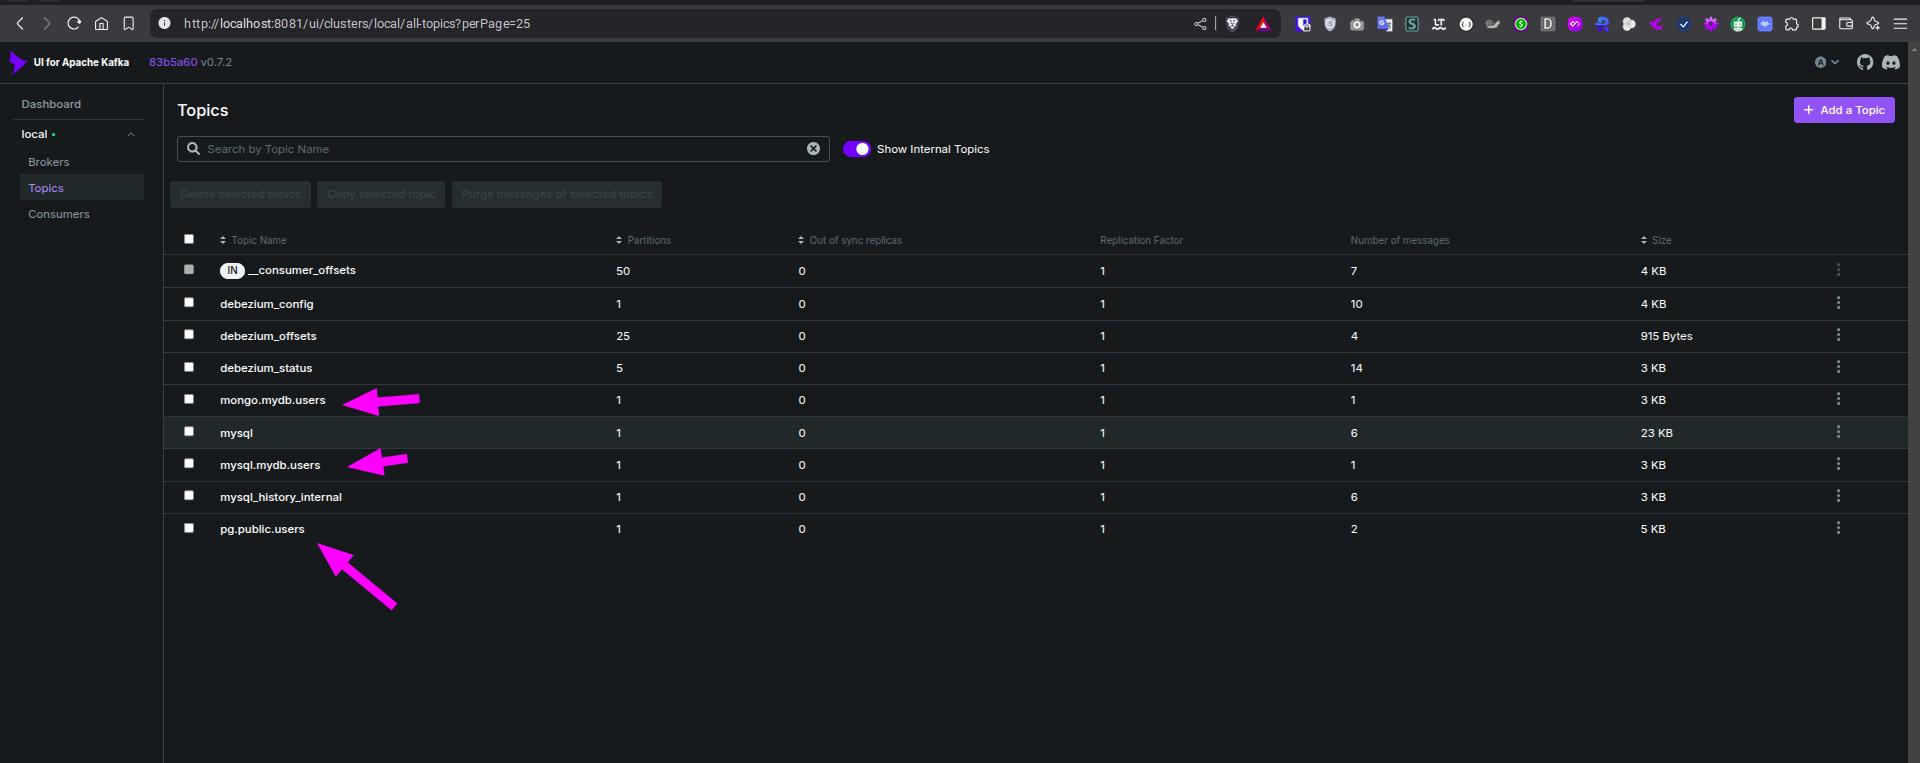 http://localhost:8081/ui/clusters/local/all-topics?perPage=25
UI for Apache Kafka 83b5a60 v0.7.2
Dashboard
local
Brokers
Topics
Consumers
Topics
+ Add a Topic
Search by Topic Name
Show Internal Topics
Delete selected topics Copy selected topic Purge messages of selected topics
Topic Name Partitions Out of sync replicas Replication Factor Number of messages Size
IN __consumer_offsets 50 0 1 7 4 KB
debezium_config 1 0 1 10 4 KB
debezium_offsets 25 0 1 4 915 Bytes
debezium_status 5 0 1 14 3 KB
mongo.mydb.users 1 0 1 1 3 KB
mysql 1 0 1 6 23 KB
mysql.mydb.users 1 0 1 1 3 KB
mysql_history_internal 1 0 1 6 3 KB
pg.public.users 1 0 1 2 5 KB